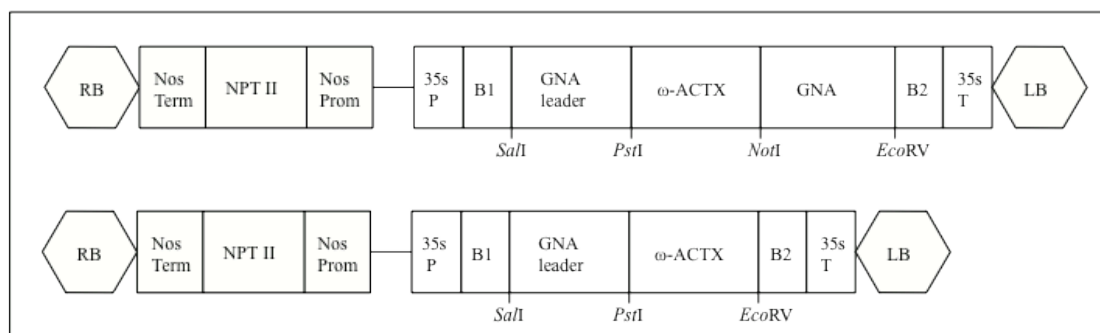 RB Nos Term NPT II Nos Prom 35s P B1 GNA leader ω-ACTX GNA B2 35s T LB
SalI PstI NotI EcoRV
RB Nos Term NPT II Nos Prom 35s P B1 GNA leader ω-ACTX B2 35s T LB
SalI PstI EcoRV